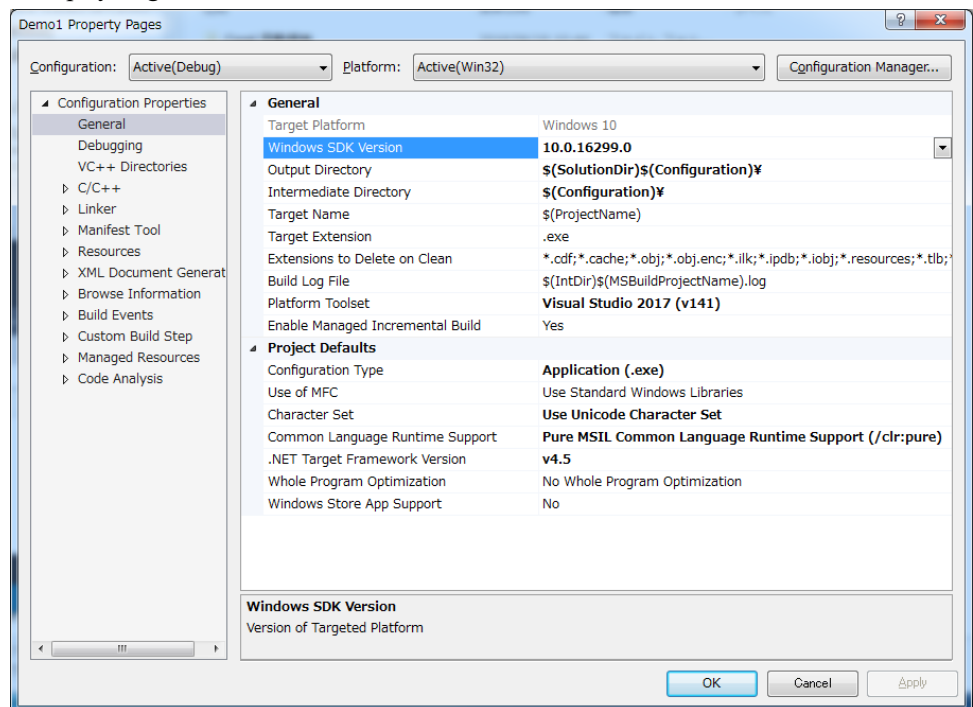 Demo1 Property Pages
Configuration: Active(Debug) Platform: Active(Win32) Configuration Manager...
Configuration Properties
General
Debugging
VC++ Directories
C/C++
Linker
Manifest Tool
Resources
XML Document Generat
Browse Information
Build Events
Custom Build Step
Managed Resources
Code Analysis
General
Target Platform Windows 10
Windows SDK Version 10.0.16299.0
Output Directory $(SolutionDir)$(Configuration)¥
Intermediate Directory $(Configuration)¥
Target Name $(ProjectName)
Target Extension .exe
Extensions to Delete on Clean *.cdf;*.cache;*.obj;*.obj.enc;*.ilk;*.ipdb;*.iobj;*.resources;*.tlb;*
Build Log File $(IntDir)$(MSBuildProjectName).log
Platform Toolset Visual Studio 2017 (v141)
Enable Managed Incremental Build Yes
Project Defaults
Configuration Type Application (.exe)
Use of MFC Use Standard Windows Libraries
Character Set Use Unicode Character Set
Common Language Runtime Support Pure MSIL Common Language Runtime Support (/clr:pure)
.NET Target Framework Version v4.5
Whole Program Optimization No Whole Program Optimization
Windows Store App Support No
Windows SDK Version
Version of Targeted Platform
OK Cancel Apply